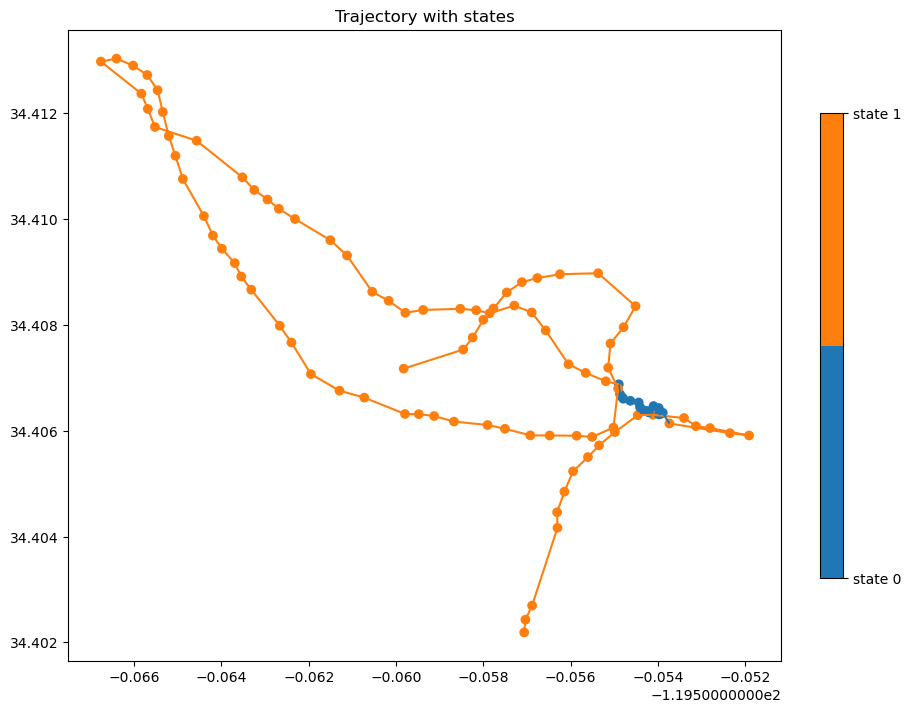 Trajectory with states
34.412
34.410
34.408
34.406
34.404
34.402
−0.066 −0.064 −0.062 −0.060 −0.058 −0.056 −0.054 −0.052
−1.1950000000e2
state 1
state 0